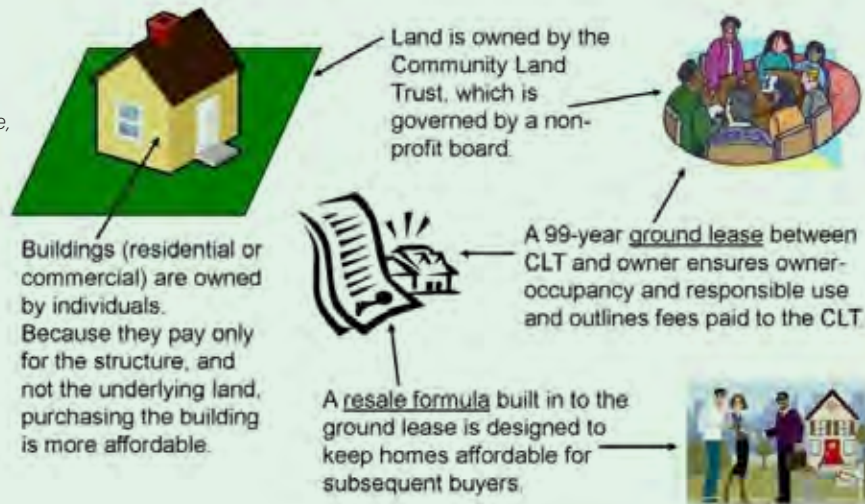 Land is owned by the
Community Land
Trust, which is
governed by a non-
profit board.
Buildings (residential or
commercial) are owned
by individuals.
Because they pay only
for the structure, and
not the underlying land,
purchasing the building
is more affordable.
A 99-year ground lease between
CLT and owner ensures owner-
occupancy and responsible use
and outlines fees paid to the CLT.
A resale formula built in to the
ground lease is designed to
keep homes affordable for
subsequent buyers.